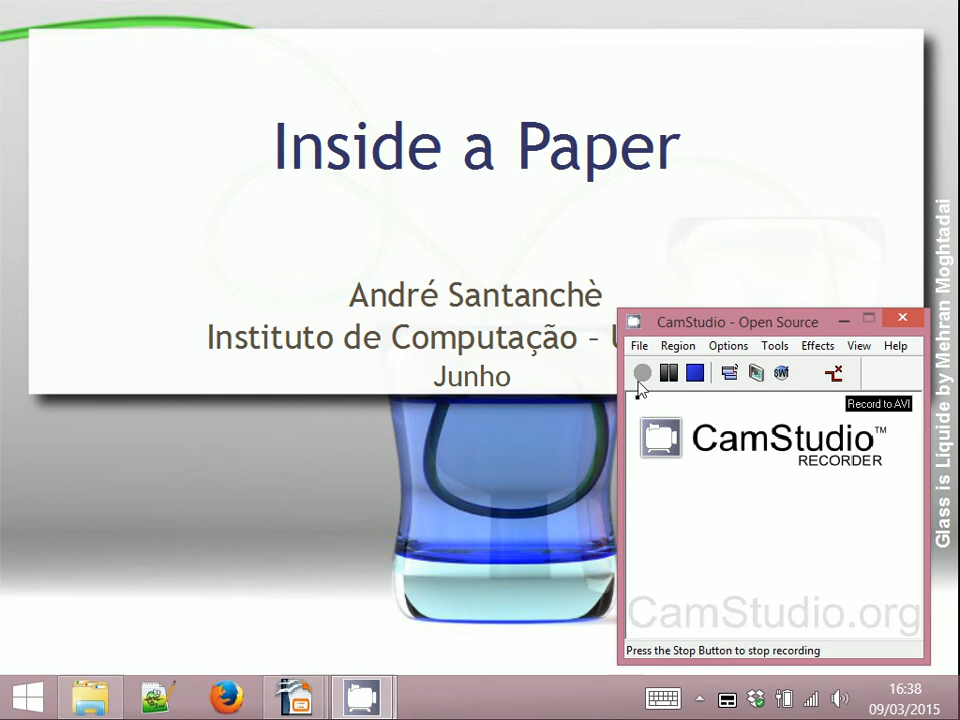 Inside a Paper
André Santanchè
Instituto de Computação –
Junho
Glass is Liquide by Mehran Moghtadai
CamStudio - Open Source
File Region Options Tools Effects View Help
SWF
Record to AVI
CamStudio™
RECORDER
CamStudio.org
Press the Stop Button to stop recording
16:38
09/03/2015